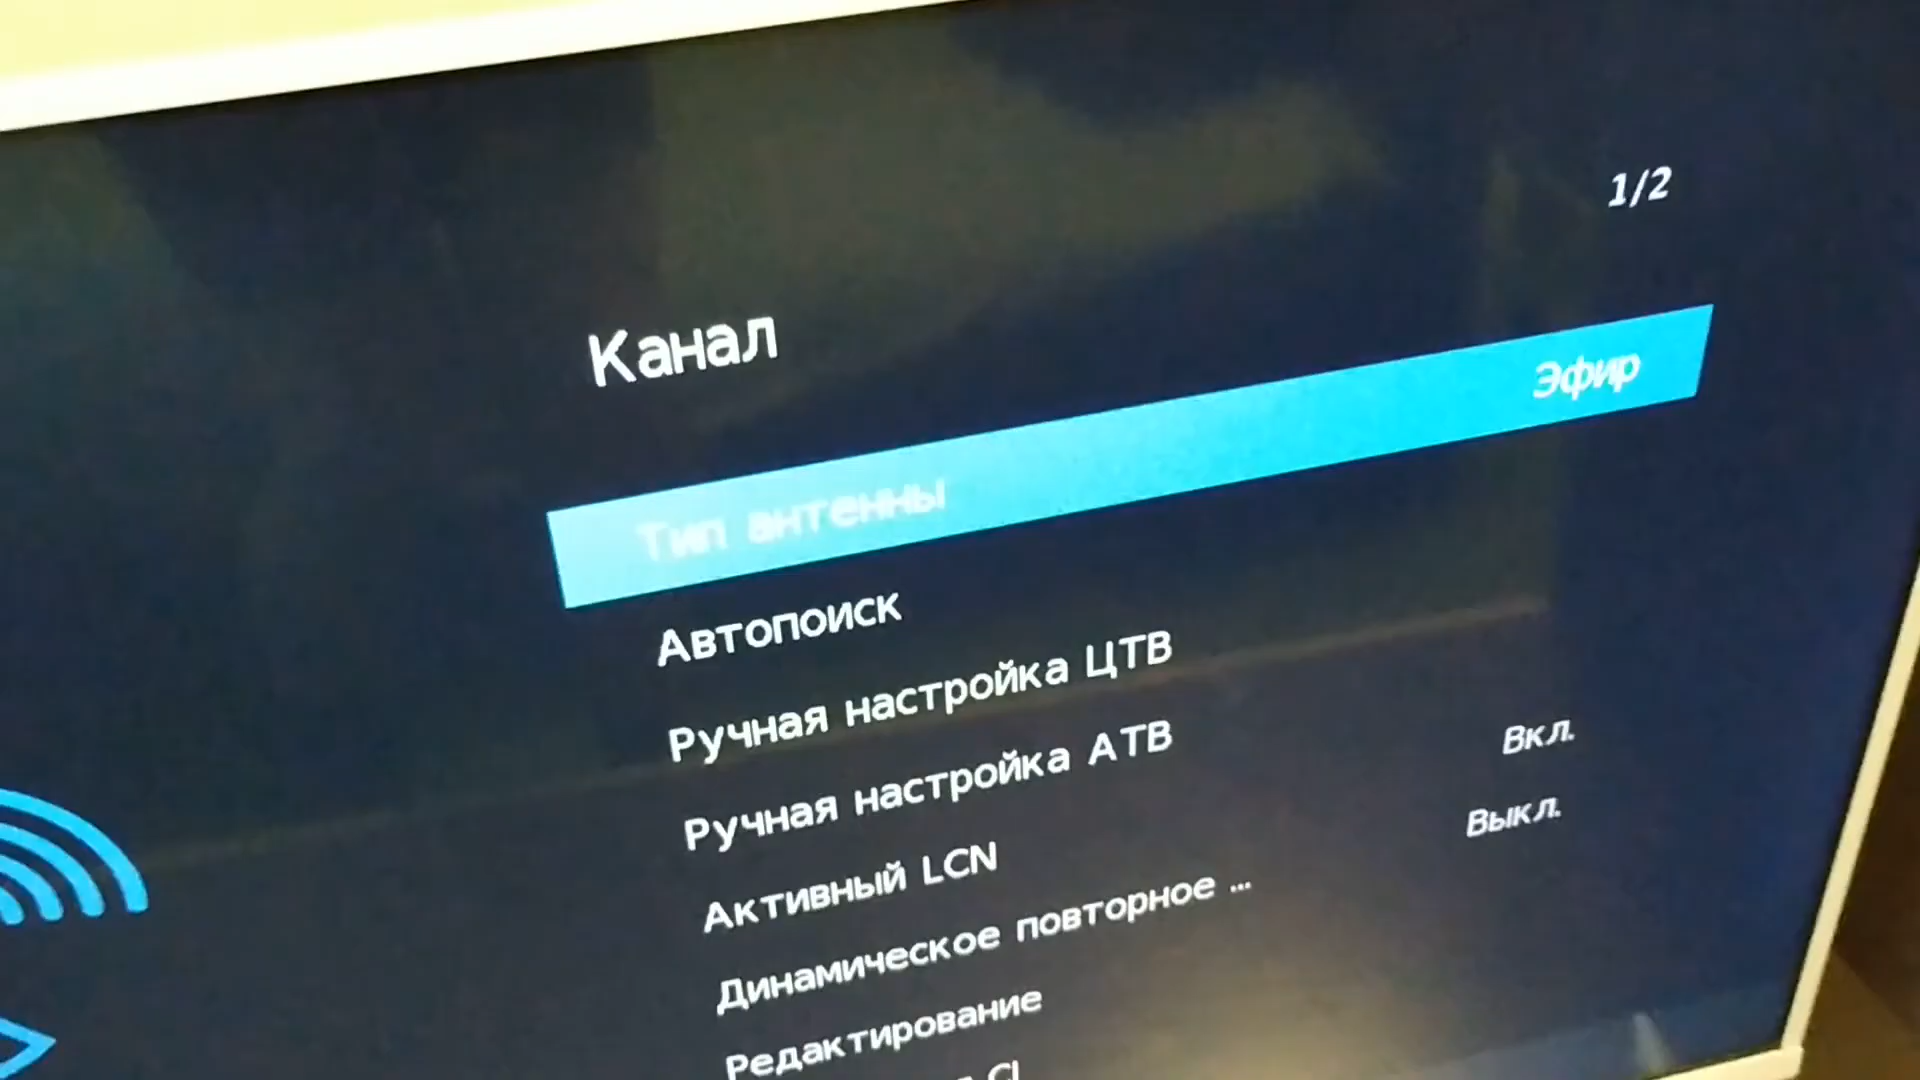 1/2
Канал
Тип антенны Эфир
Автопоиск
Ручная настройка ЦТВ
Ручная настройка АТВ
Активный LCN Вкл.
Динамическое повторное ... Выкл.
Редактирование
CI